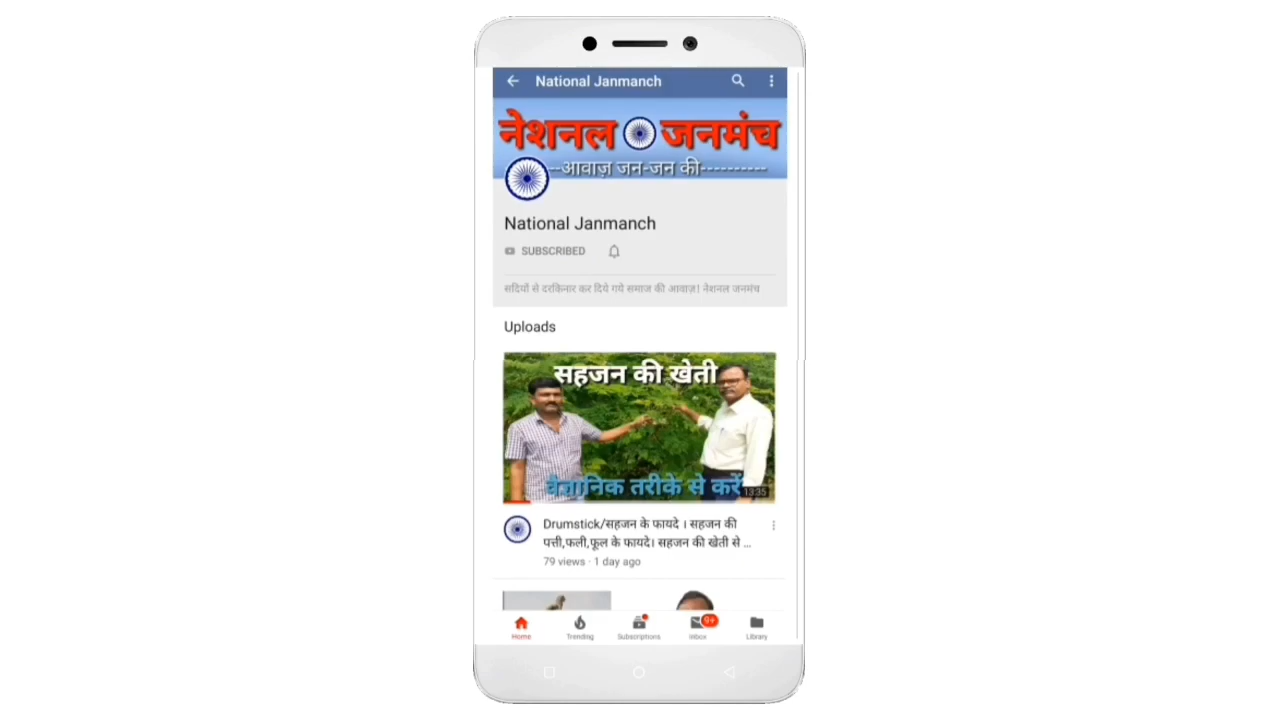 National Janmanch
नेशनल जनमंच
--आवाज़ जन-जन की----------
National Janmanch
SUBSCRIBED
सदियों से दरकिनार कर दिये गये समाज की आवाज़! नेशनल जनमंच
Uploads
सहजन की खेती
वैज्ञानिक तरीके से करें
13:35
Drumstick/सहजन के फायदे । सहजन की
पत्ती,फली,फूल के फायदे। सहजन की खेती से ...
79 views · 1 day ago
9+
Home Trending Subscriptions Inbox Library